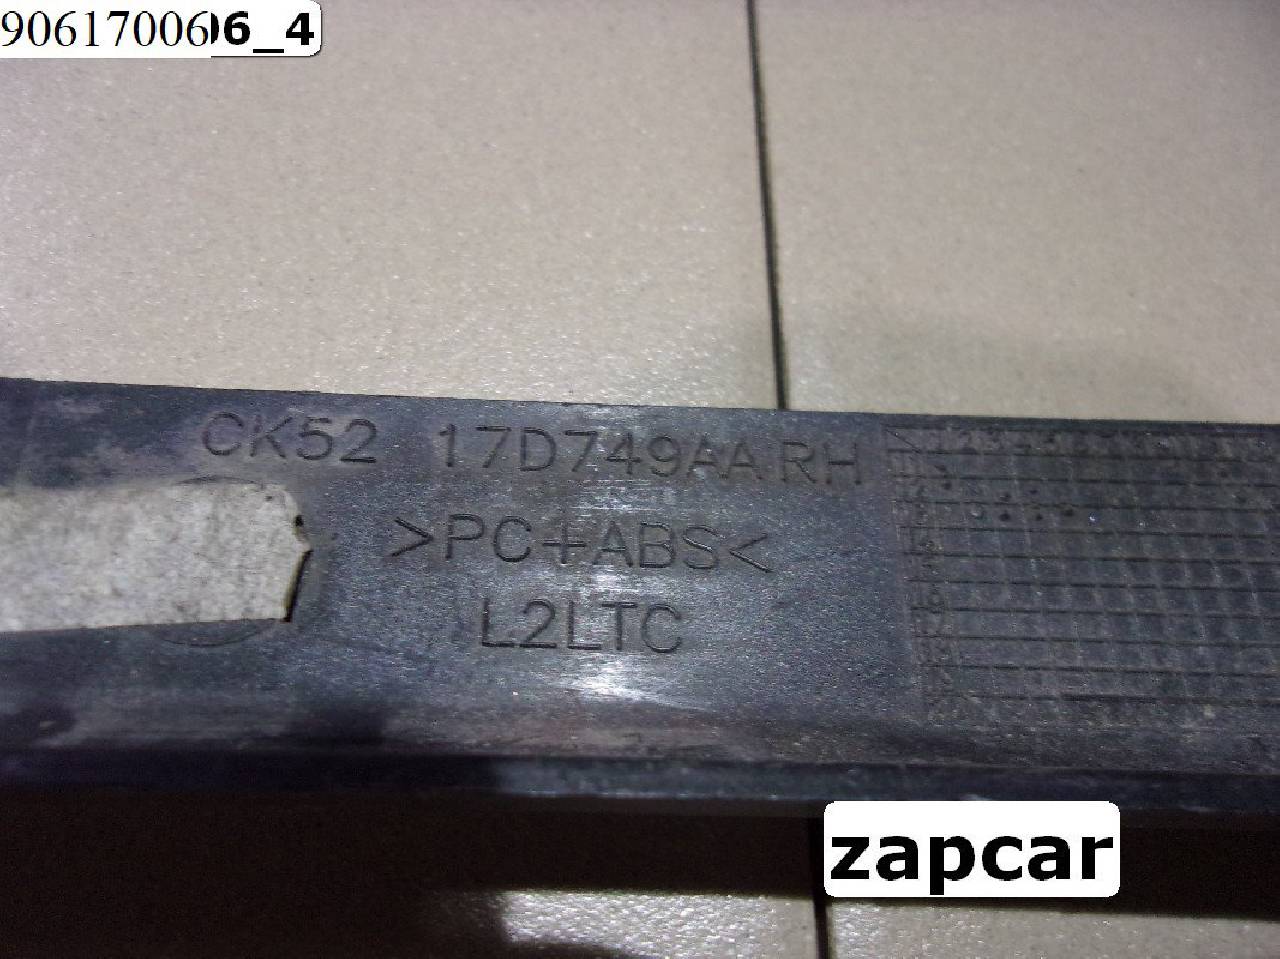 906170066_4
CK52 17D749AA RH
>PC+ABS<
L2LTC
zapcar